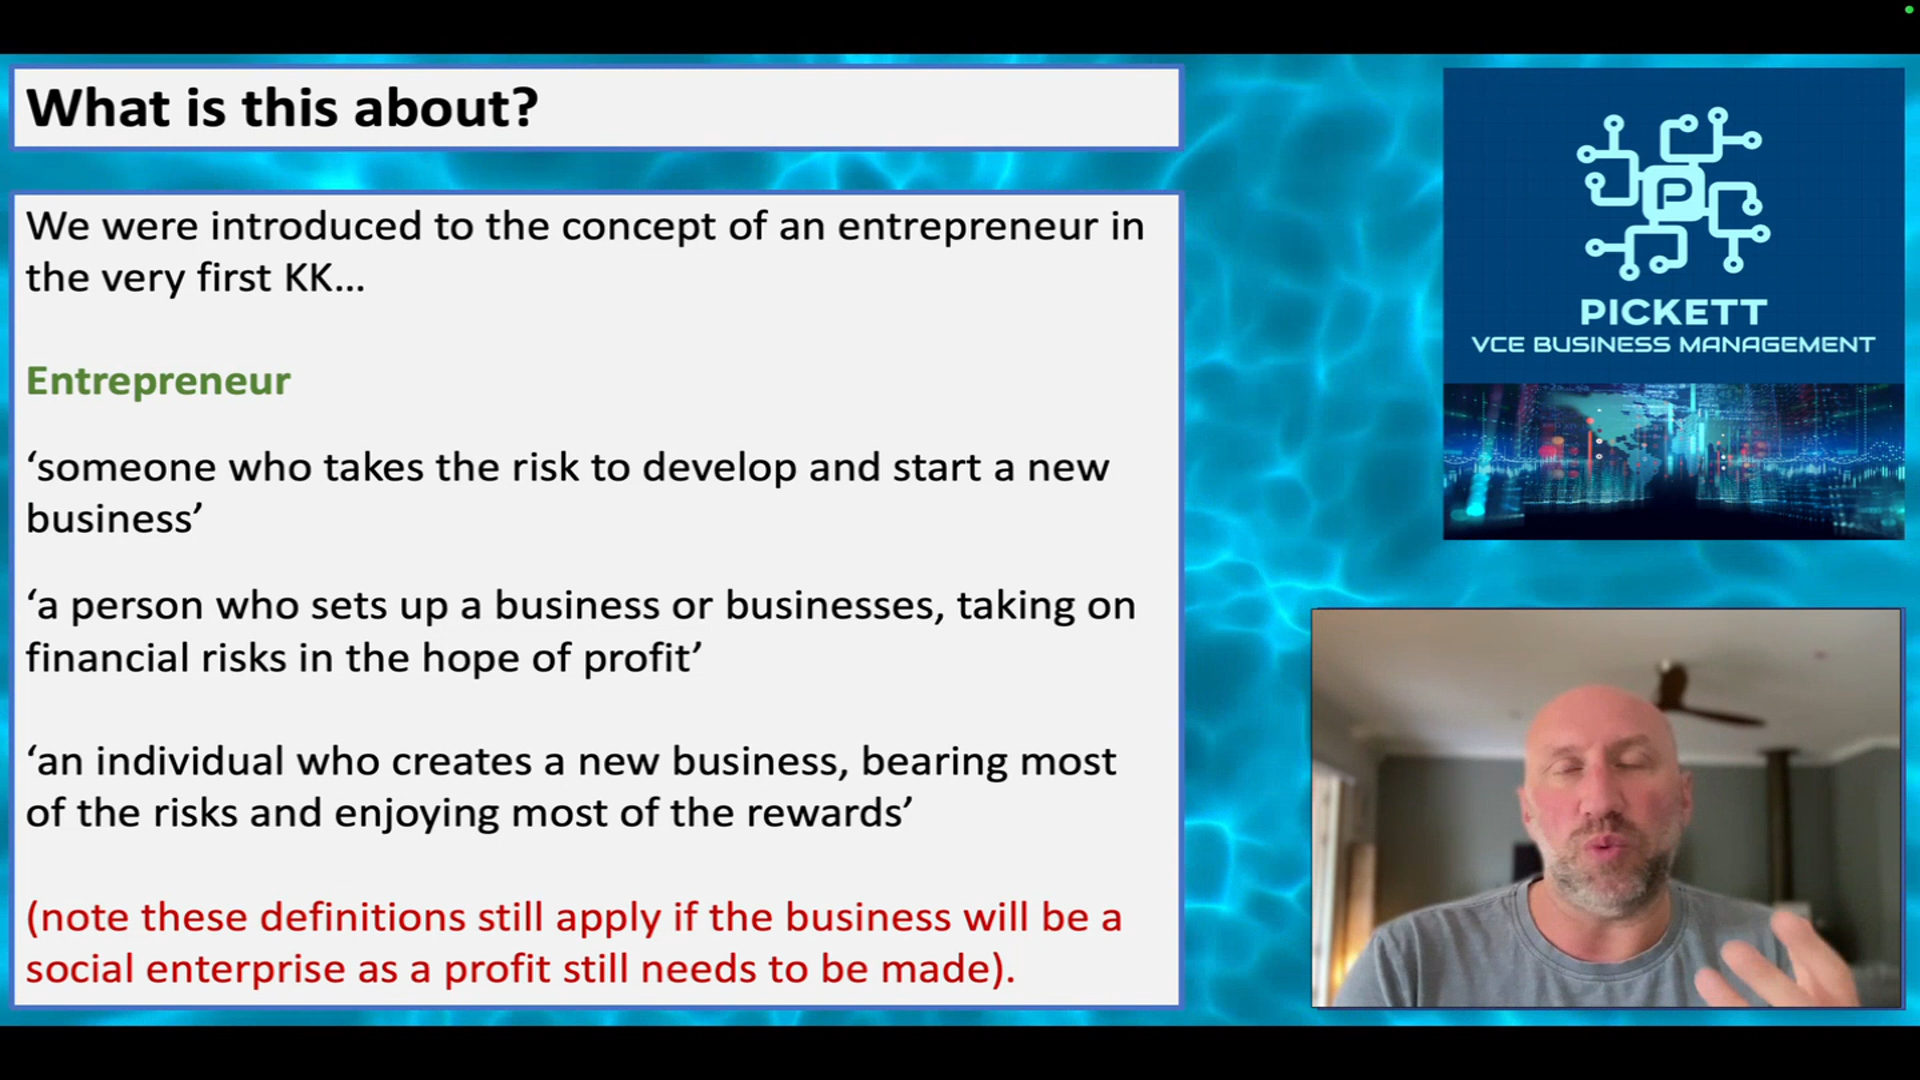 What is this about?
We were introduced to the concept of an entrepreneur in
the very first KK...
Entrepreneur
‘someone who takes the risk to develop and start a new
business’
‘a person who sets up a business or businesses, taking on
financial risks in the hope of profit’
‘an individual who creates a new business, bearing most
of the risks and enjoying most of the rewards’
(note these definitions still apply if the business will be a
social enterprise as a profit still needs to be made).
P
PICKETT
VCE BUSINESS MANAGEMENT